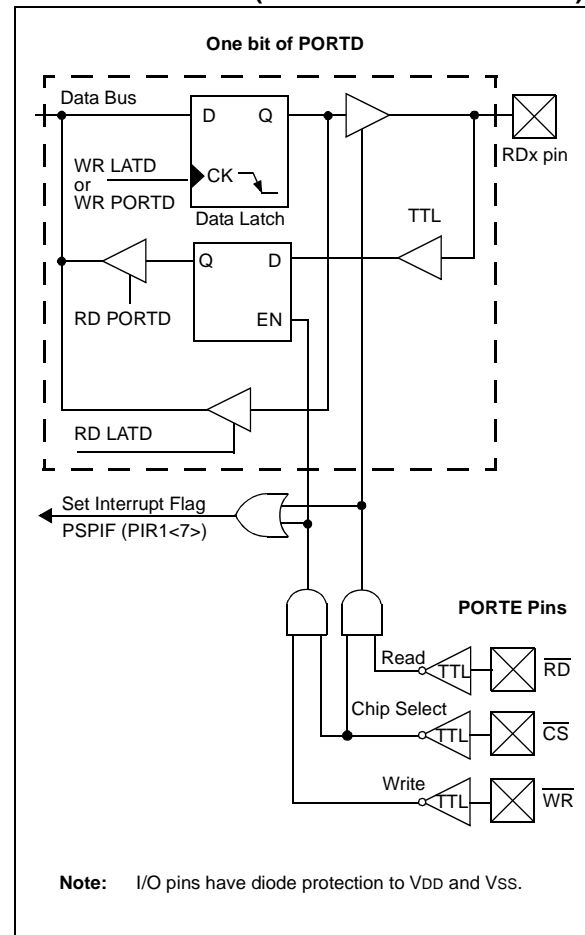 One bit of PORTD
Data Bus
D Q
RDx pin
WR LATD
or
WR PORTD
CK
Data Latch
TTL
Q D
RD PORTD
EN
RD LATD
Set Interrupt Flag
PSPIF (PIR1<7>)
PORTE Pins
Read
TTL
RD
Chip Select
TTL
CS
Write
TTL
WR
Note: I/O pins have diode protection to VDD and VSS.